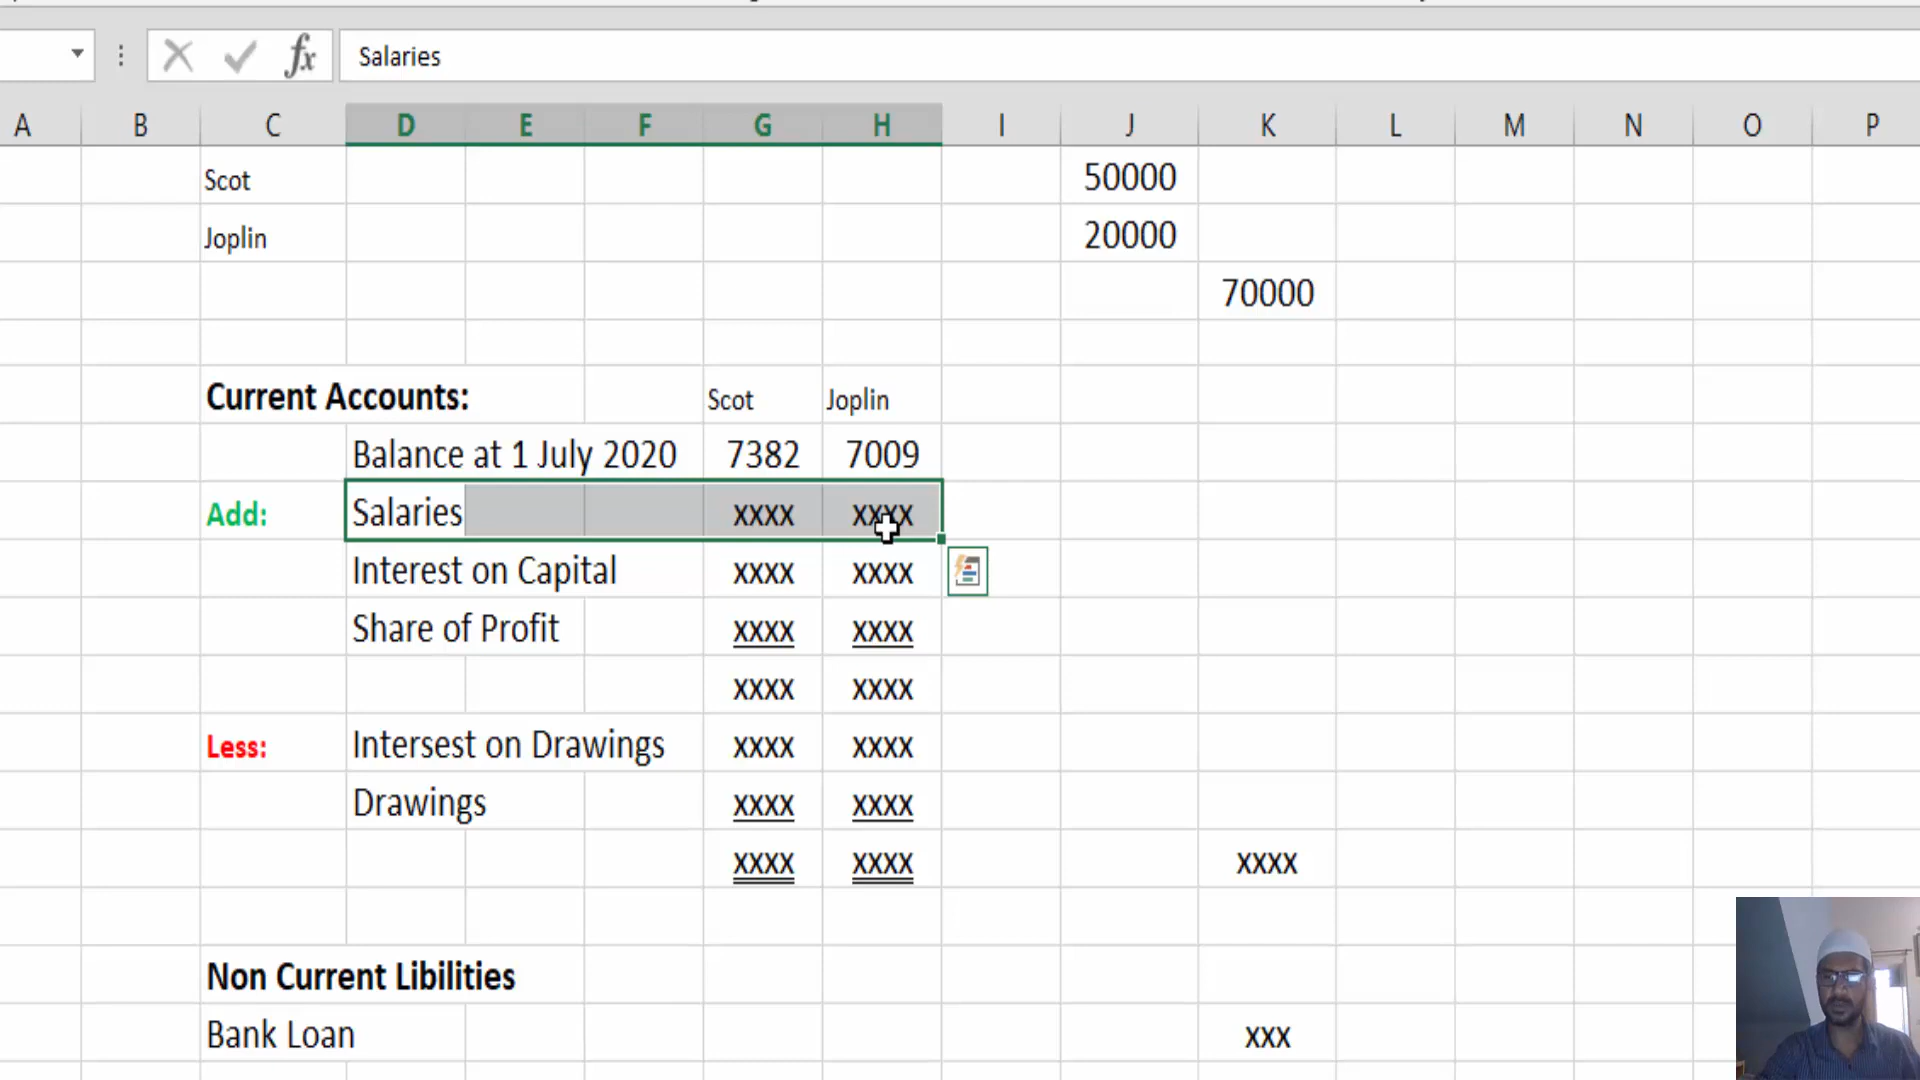 fx Salaries
A B C D E F G H I J K L M N O P
Scot 50000
Joplin 20000
70000
Current Accounts: Scot Joplin
Balance at 1 July 2020 7382 7009
Add: Salaries xxxx xxxx
Interest on Capital xxxx xxxx
Share of Profit xxxx xxxx
xxxx xxxx
Less: Intersest on Drawings xxxx xxxx
Drawings xxxx xxxx
xxxx xxxx xxxx
Non Current Libilities
Bank Loan xxx